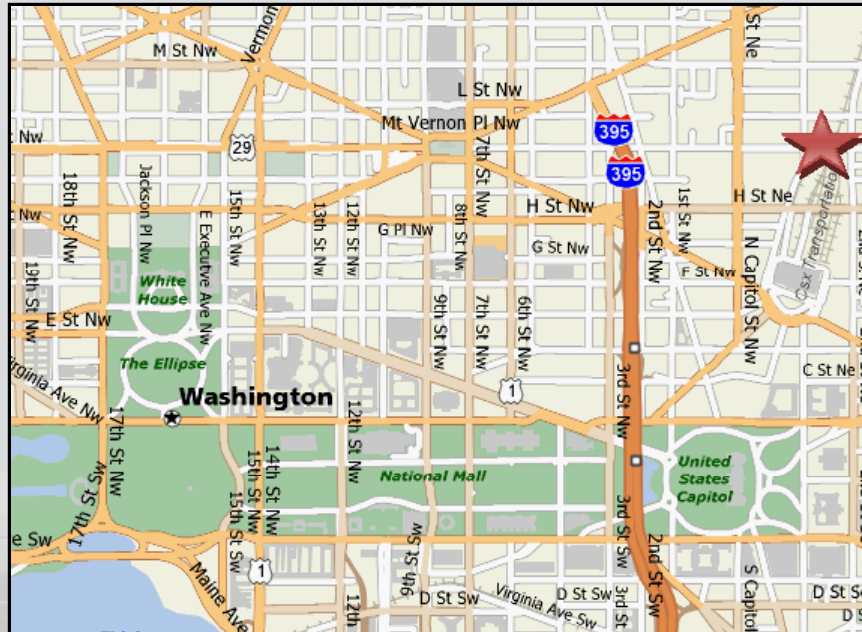 M St Nw
Vermon
M St Ne
L St Nw
Mt Vernon Pl Nw
t Nw
29
395
395
7th St Nw
Jackson Pl Nw
18th St Nw
15th St Nw
E Executive Ave Nw
13th St Nw
12th St Nw
8th St Nw
H St Nw
2nd St Nw
1st St Nw
H St Ne
t Nw
G Pl Nw
G St Nw
F St Nw
N Capitol St Nw
Csx Transportatio
19th St Nw
White
House
9th St Nw
7th St Nw
6th St Nw
E St Nw
The Ellipse
Virginia Ave Nw
Washington
1
3rd St Nw
C St Ne
17th St Nw
12th St Nw
14th St Nw
15th St Nw
National Mall
United
States
Capitol
17th St Sw
15th St Sw
9th St Sw
3rd St Sw
2nd St Sw
e Sw
1
Maine Ave
12th
D St Sw
Virginia Ave Sw
D St Sw
3rd St
S Capitol
D St S
D S